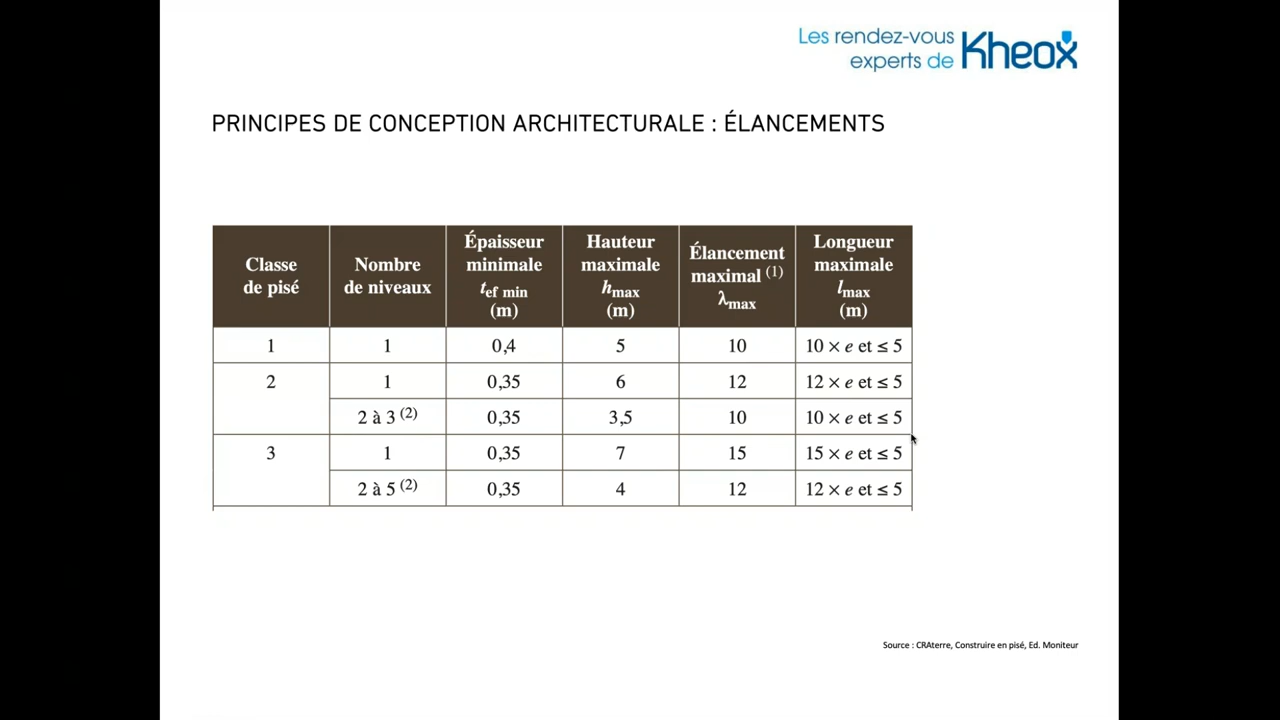 Les rendez-vous
experts de Kheox
PRINCIPES DE CONCEPTION ARCHITECTURALE : ÉLANCEMENTS
Classe de pisé | Nombre de niveaux | Épaisseur minimale t_ef min (m) | Hauteur maximale h_max (m) | Élancement maximal (1) λ_max | Longueur maximale l_max (m)
1 | 1 | 0,4 | 5 | 10 | 10 × e et ≤ 5
2 | 1 | 0,35 | 6 | 12 | 12 × e et ≤ 5
2 à 3 (2) | 0,35 | 3,5 | 10 | 10 × e et ≤ 5
3 | 1 | 0,35 | 7 | 15 | 15 × e et ≤ 5
2 à 5 (2) | 0,35 | 4 | 12 | 12 × e et ≤ 5
Source : CRAterre, Construire en pisé, Ed. Moniteur